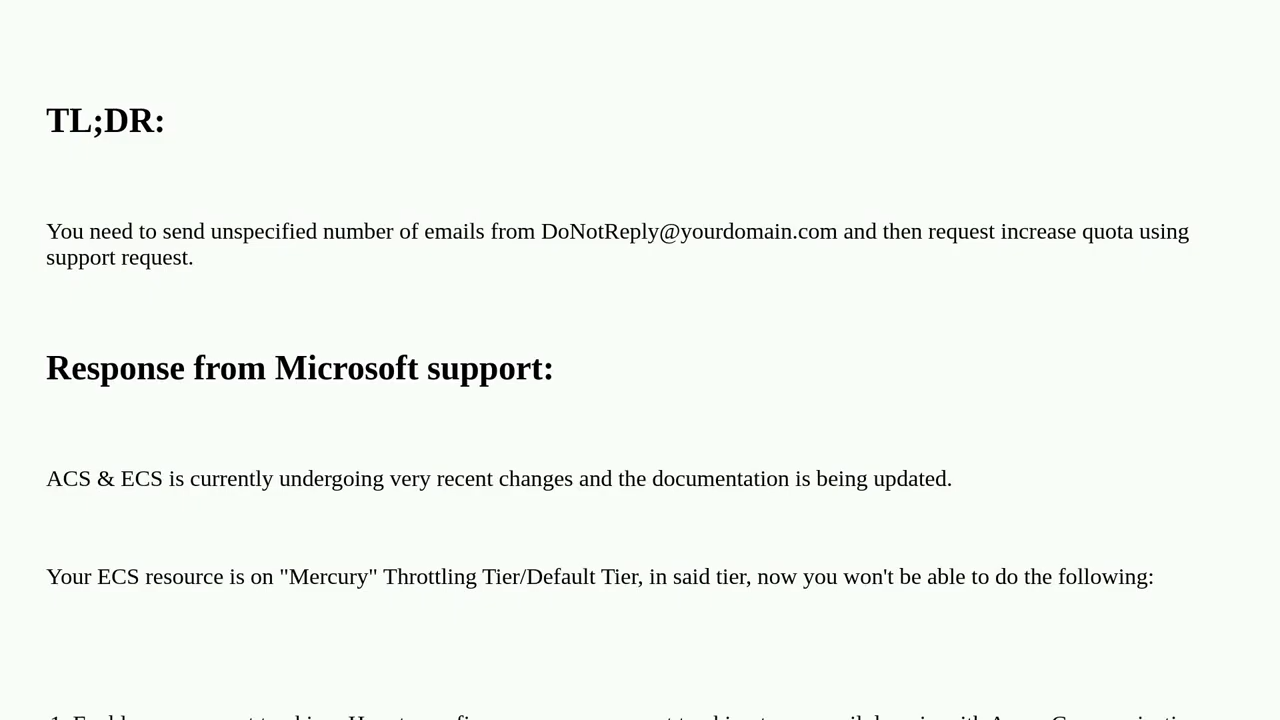 TL;DR:
You need to send unspecified number of emails from DoNotReply@yourdomain.com and then request increase quota using
support request.
Response from Microsoft support:
ACS & ECS is currently undergoing very recent changes and the documentation is being updated.
Your ECS resource is on "Mercury" Throttling Tier/Default Tier, in said tier, now you won't be able to do the following: